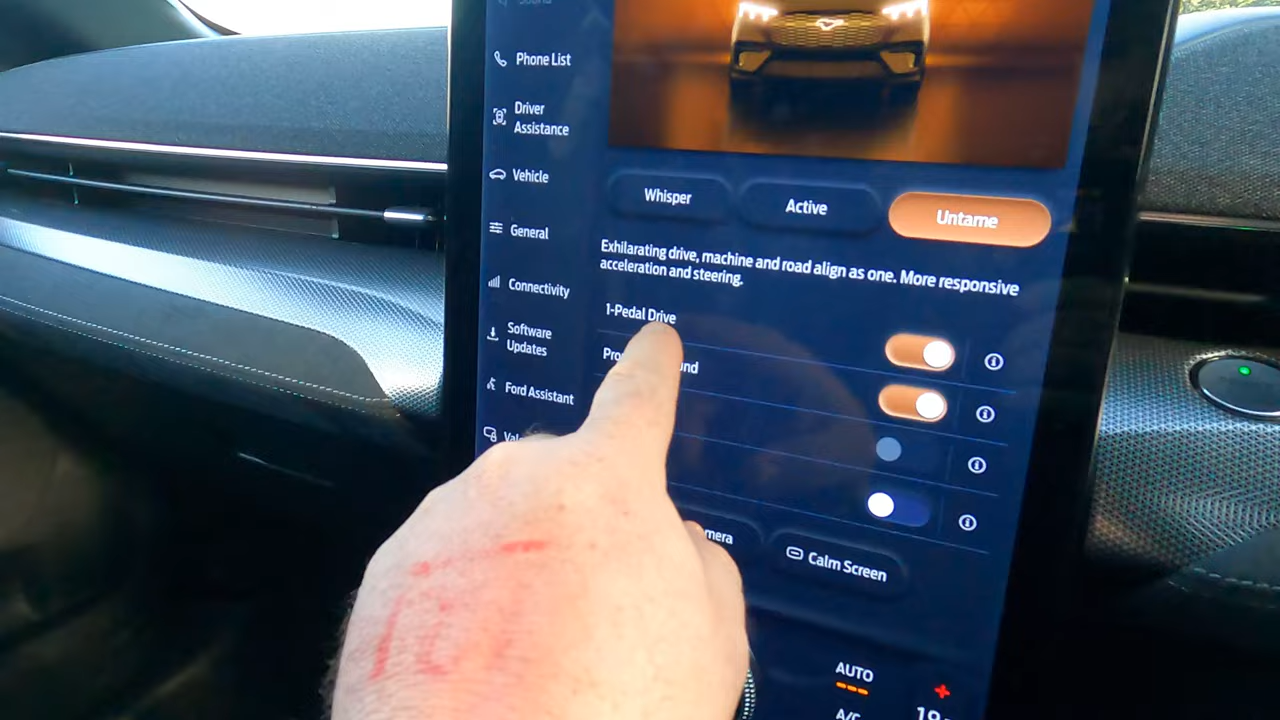 Sound
Phone List
Driver
Assistance
Vehicle
General
Connectivity
Software
Updates
Ford Assistant
Whisper
Active
Untame
Exhilarating drive, machine and road align as one. More responsive
acceleration and steering.
1-Pedal Drive
Calm Screen
AUTO
A/C